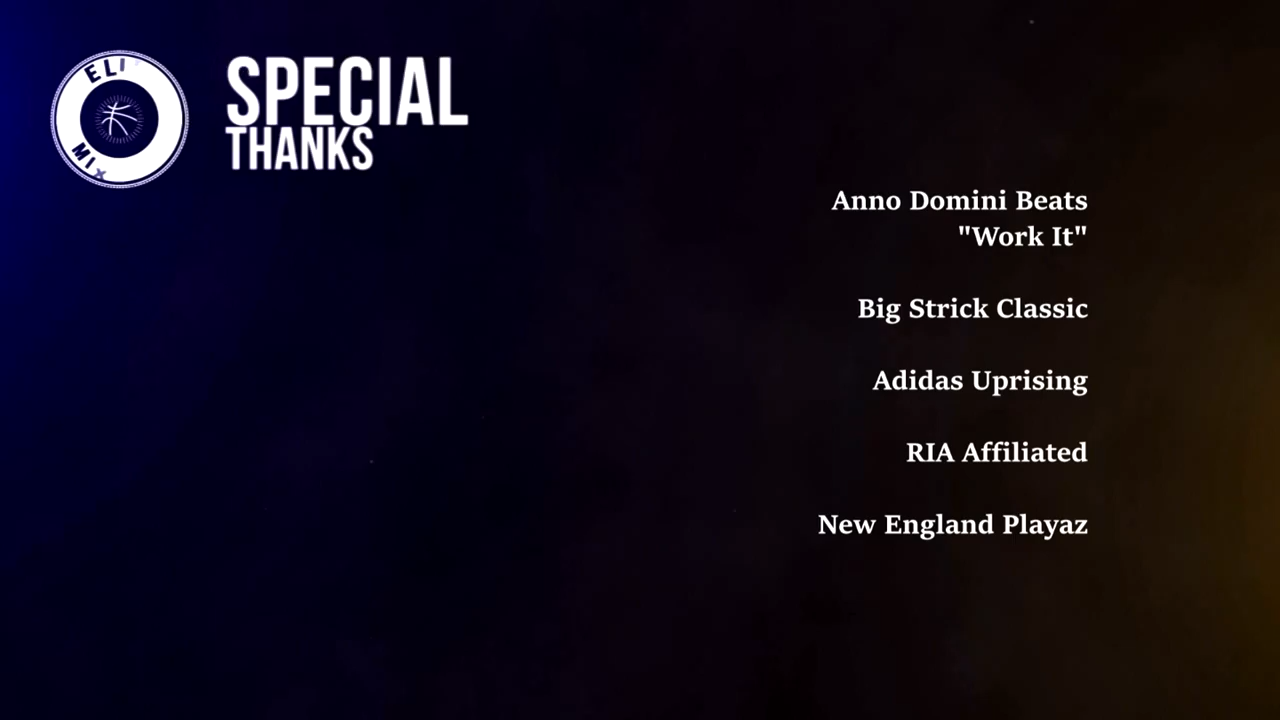 ELI
MIX
SPECIAL
THANKS
Anno Domini Beats
"Work It"
Big Strick Classic
Adidas Uprising
RIA Affiliated
New England Playaz